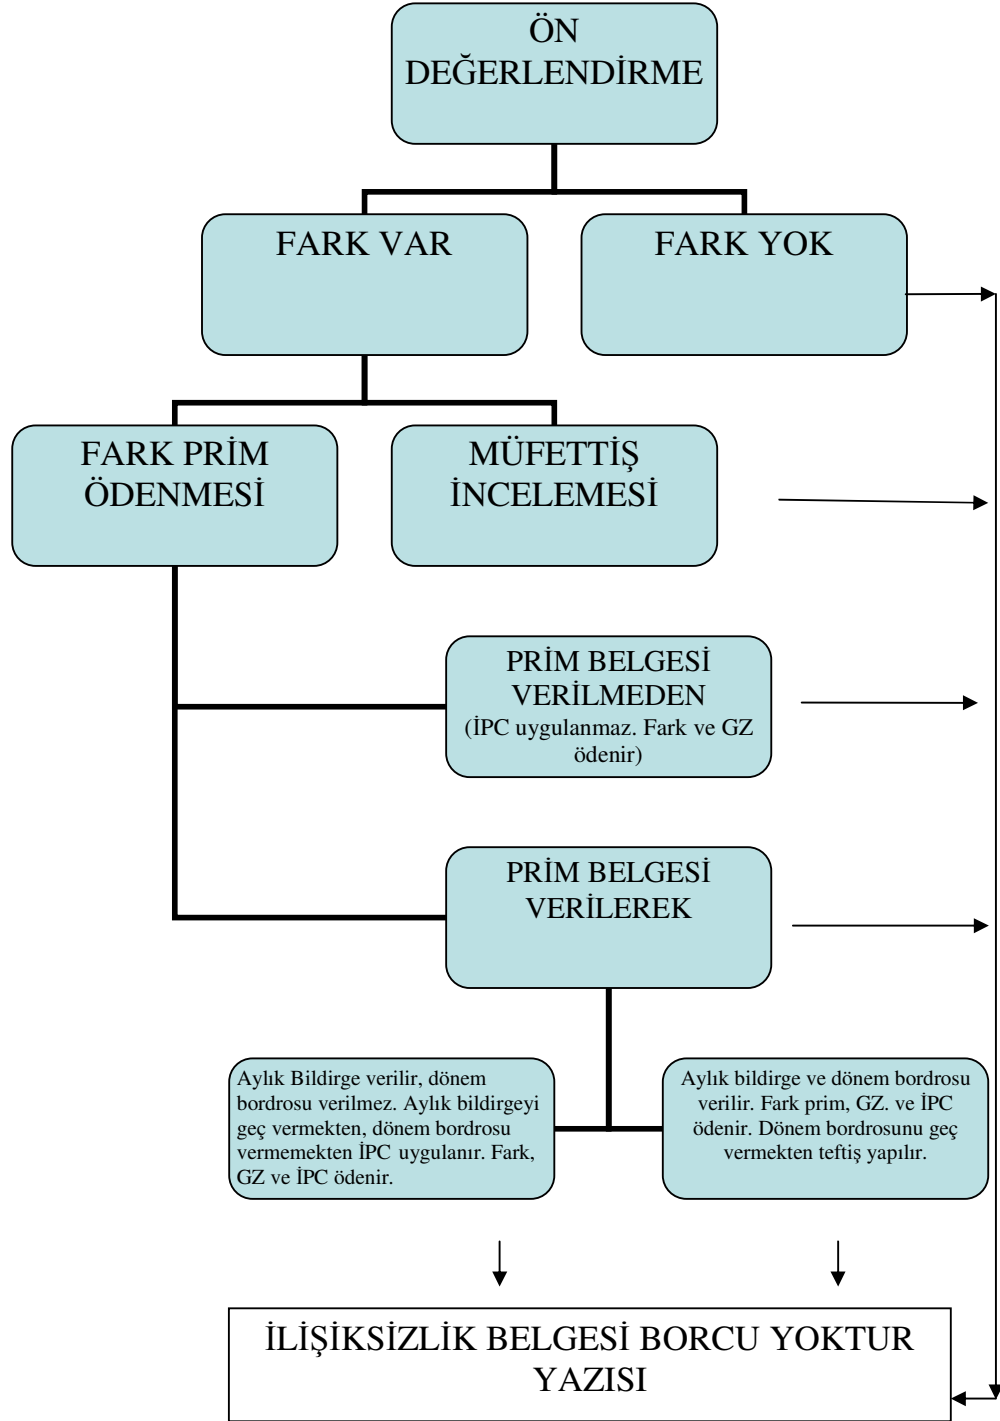 ÖN
DEĞERLENDİRME
FARK VAR
FARK YOK
FARK PRİM
ÖDENMESİ
MÜFETTİŞ
İNCELEMESİ
PRİM BELGESİ
VERİLMEDEN
(İPC uygulanmaz. Fark ve GZ
ödenir)
PRİM BELGESİ
VERİLEREK
Aylık Bildirge verilir, dönem
bordrosu verilmez. Aylık bildirgeyi
geç vermekten, dönem bordrosu
vermemekten İPC uygulanır. Fark,
GZ ve İPC ödenir.
Aylık bildirge ve dönem bordrosu
verilir. Fark prim, GZ. ve İPC
ödenir. Dönem bordrosunu geç
vermekten teftiş yapılır.
İLİŞİKSİZLİK BELGESİ BORCU YOKTUR
YAZISI